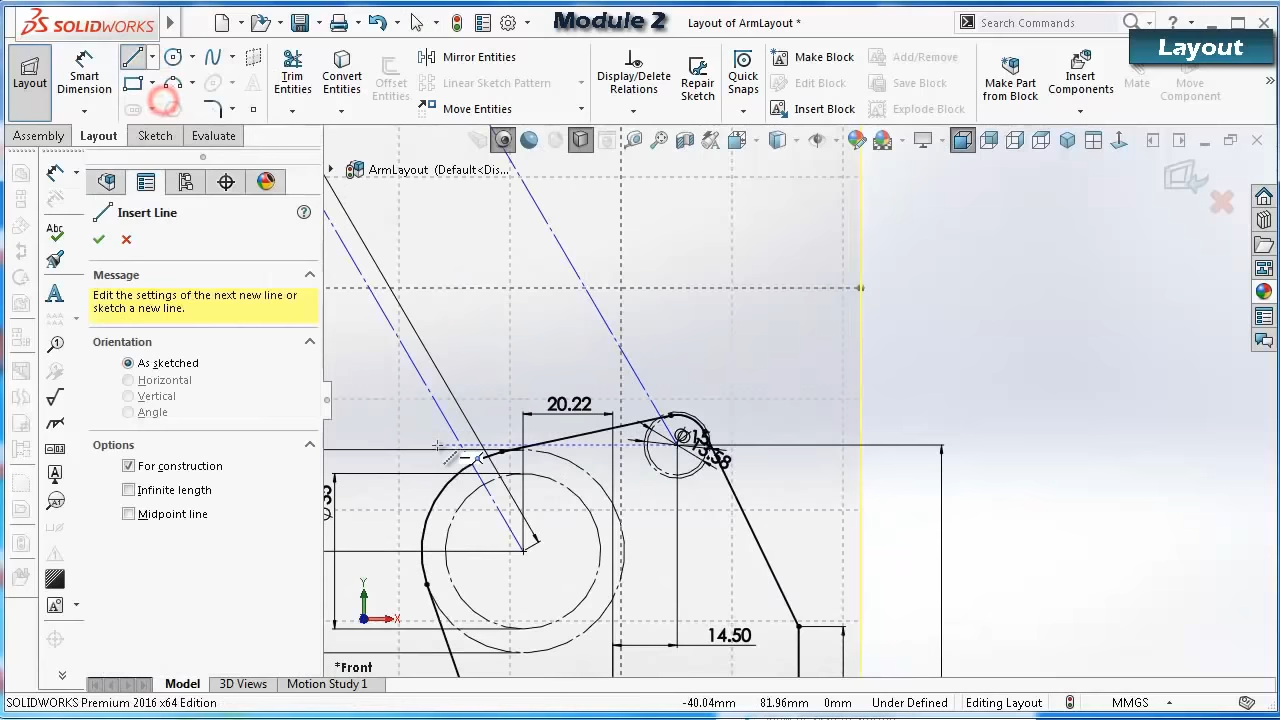 SOLIDWORKS
Module 2
Layout of ArmLayout *
Search Commands
Layout
Layout
Smart Dimension
Trim Entities
Convert Entities
Offset Entities
Mirror Entities
Linear Sketch Pattern
Move Entities
Display/Delete Relations
Repair Sketch
Quick Snaps
Make Block
Edit Block
Insert Block
Add/Remove
Save Block
Explode Block
Make Part from Block
Insert Components
Mate
Move Component
Assembly
Layout
Sketch
Evaluate
ArmLayout (Default<Dis...
Insert Line
Message
Edit the settings of the next new line or
sketch a new line.
Orientation
As sketched
Horizontal
Vertical
Angle
Options
For construction
Infinite length
Midpoint line
20.22
14.50
Y
X
*Front
Model
3D Views
Motion Study 1
SOLIDWORKS Premium 2016 x64 Edition
-40.04mm
81.96mm
0mm
Under Defined
Editing Layout
MMGS